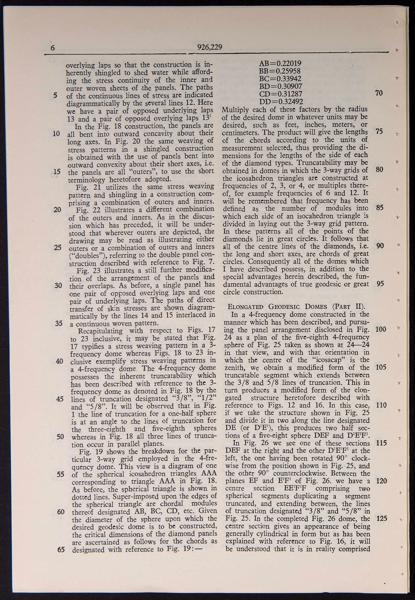 6
926,229
overlying laps so that the construction is in-
herently shingled to shed water while afford-
ing the stress continuity of the inner and
outer woven sheets of the panels. The paths
5 of the continuous lines of stress are indicated
diagrammatically by the several lines 12. Here
we have a pair of opposed underlying laps
13 and a pair of opposed overlying laps 13'
In the Fig. 18 construction, the panels are
10 all bent into outward concavity about their
long axes. In Fig. 20 the same weaving of
stress patterns in a shingled construction
is obtained with the use of panels bent into
outward convexity about their short axes, i.e.
15 the panels are all "outers", to use the short
terminology heretofore adopted.
Fig. 21 utilizes the same stress weaving
pattern and shingling in a construction com-
prising a combination of outers and inners.
20 Fig. 22 illustrates a different combination
of the outers and inners. As in the discus-
sion which has preceded, it will be under-
stood that wherever outers are depicted, the
drawing may be read as illustrating either
25 outers or a combination of outers and inners
("doubles"), referring to the double panel con-
struction described with reference to Fig. 7.
Fig. 23 illustrates a still further modifica-
tion of the arrangement of the panels and
30 their overlaps. As before, a single panel has
one pair of opposed overlying laps and one
pair of underlying laps. The paths of direct
transfer of skin stresses are shown diagram-
matically by the lines 14 and 15 interlaced in
35 a continuous woven pattern.
Recapitulating with respect to Figs. 17
to 23 inclusive, it may be stated that Fig.
17 typifies a stress weaving pattern in a 3-
frequency dome whereas Figs. 18 to 23 in-
40 clusive exemplify stress weaving patterns in
a 4-frequency dome The 4-frequency dome
possesses the inherent truncatability which
has been described with reference to the 3-
frequency dome as denoted in Fig. 18 by the
45 lines of truncation designated "3/8", "1/2"
and "5/8". It will be observed that in Fig.
1 the line of truncation for a one-half sphere
is at an angle to the lines of truncation for
the three-eighth and five-eighths spheres
50 whereas in Fig. 18 all three lines of trunca-
tion occur in parallel planes.
Fig. 19 shows the breakdown for the par-
ticular 3-way grid employed in the 4-fre-
quency dome. This view is a diagram of one
55 of the spherical icosahedron triangles AAA
corresponding to triangle AAA in Fig. 18.
As before, the spherical triangle is shown in
dotted lines. Super-imposed upon the edges of
the spherical triangle are chordal modules
60 thereof designated AB, BC, CD, etc. Given
the diameter of the sphere upon which the
desired geodesic dome is to be constructed,
the critical dimensions of the diamond panels
are ascertained as follows for the chords as
65 designated with reference to Fig. 19:—
AB=0.22019
BB=0.25958
BC=0.33942
BD=0.30907
CD=0.31287 70
DD=0.32492
Multiply each of these factors by the radius
of the desired dome in whatever units may be
desired, such as feet, inches, meters, or
centimeters. The product will give the lengths 75
of the chords according to the units of
measurement selected, thus providing the di-
mensions for the lengths of the side of each
of the diamond types. Truncatability may be
obtained in domes in which the 3-way grids of 80
the icosahedron triangles are constructed at
frequencies of 2, 3, or 4, or multiples there-
of, for example frequencies of 6 and 12. It
will be remembered that frequency has been
defined as the number of modules into 85
which each side of an icosahedron triangle is
divided in laying out the 3-way grid pattern.
In these patterns all of the points of the
diamonds lie in great circles. It follows that
all of the centre lines of the diamonds, i.e. 90
the long and short axes, are chords of great
circles. Consequently all of the domes which
I have described possess, in addition to the
special advantages herein described, the fun-
damental advantages of true geodesic or great 95
circle construction.
ELONGATED GEODESIC DOMES (PART II).
In a 4-frequency dome constructed in the
manner which has been described, and pursu-
ing the panel arrangement disclosed in Fig. 100
24 as a plan of the five-eighth 4-frequency
sphere of Fig. 25 taken as shown at 24—24
in that view, and with that orientation in
which the centre of the "icosacap" is the
zenith, we obtain a modified form of the 105
truncatable segment which extends between
the 3/8 and 5/8 lines of truncation. This in
turn produces a modified form of the elon-
gated structure heretofore described with
reference to Figs. 12 and 16. In this case, 110
if we take the structure shown in Fig. 25
and divide it in two along the line designated
DE (or D'E'), this produces two half sec-
tions of a five-eight sphere DEF and D'E'F'.
In Fig. 26 we see one of these sections 115
DEF at the right and the other D'E'F' at the
left, the one having been rotated 90° clock-
wise from the position shown in Fig. 25, and
the other 90° counterclockwise. Between the
planes EF and E'F' of Fig. 26. we have a 120
centre section EE'F'F comprising two
spherical segments duplicating a segment
truncated, and extending between, the lines
of truncation designated "3/8" and "5/8" in
Fig. 25. In the completed Fig. 26 dome, the 125
centre section gives an appearance of being
generally cylindrical in form but as has been
explained with reference to Fig. 16, it will
be understood that it is in reality comprised